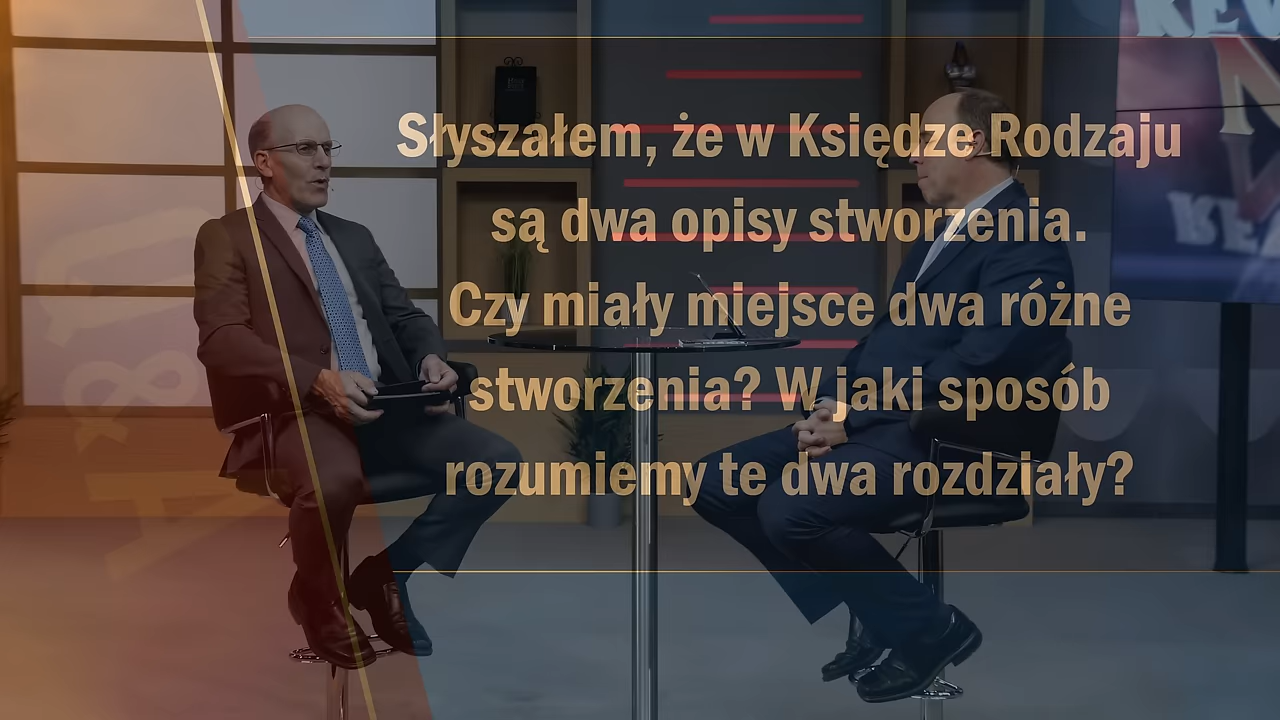 Słyszałem, że w Księdze Rodzaju
są dwa opisy stworzenia.
Czy miały miejsce dwa różne
stworzenia? W jaki sposób
rozumiemy te dwa rozdziały?